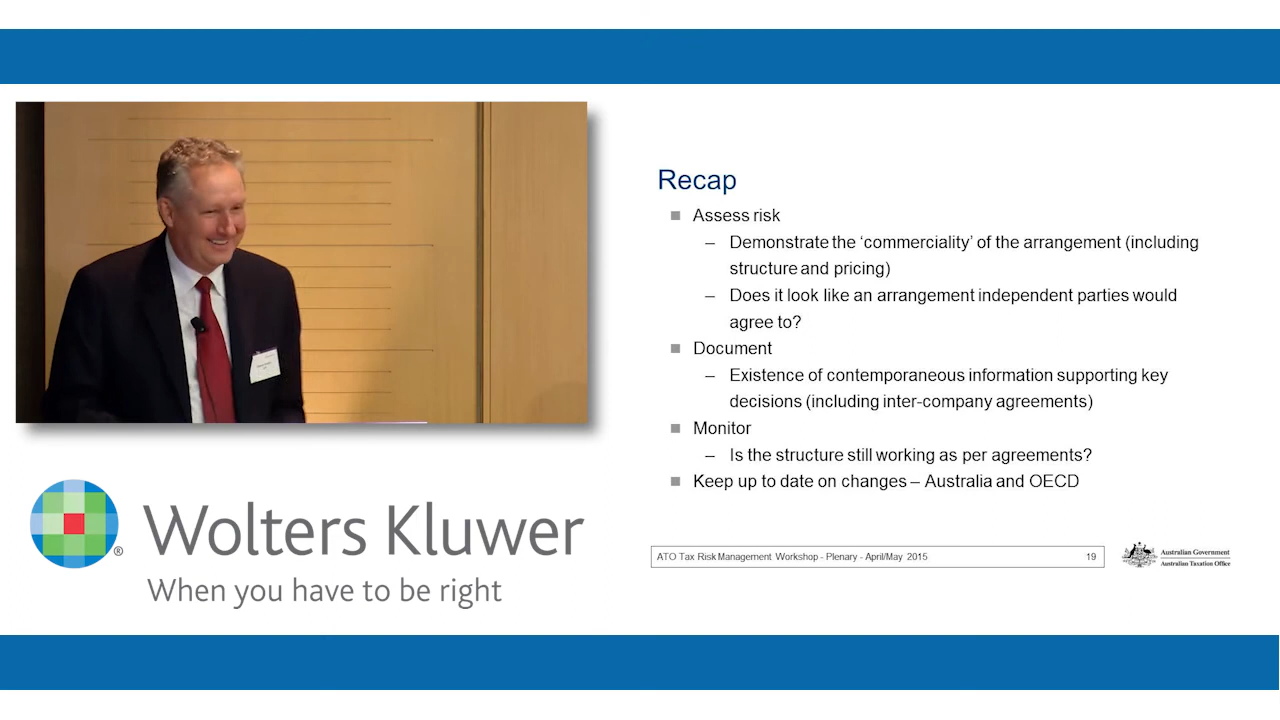 Recap
Assess risk
– Demonstrate the ‘commerciality’ of the arrangement (including
structure and pricing)
– Does it look like an arrangement independent parties would
agree to?
Document
– Existence of contemporaneous information supporting key
decisions (including inter-company agreements)
Monitor
– Is the structure still working as per agreements?
Keep up to date on changes – Australia and OECD
ATO Tax Risk Management Workshop - Plenary - April/May 2015 19
Australian Government
Australian Taxation Office
® Wolters Kluwer
When you have to be right